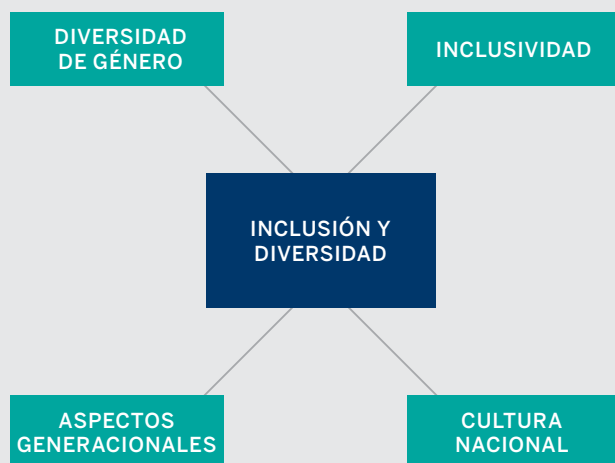 DIVERSIDAD
DE GÉNERO
INCLUSIVIDAD
INCLUSIÓN Y
DIVERSIDAD
ASPECTOS
GENERACIONALES
CULTURA
NACIONAL